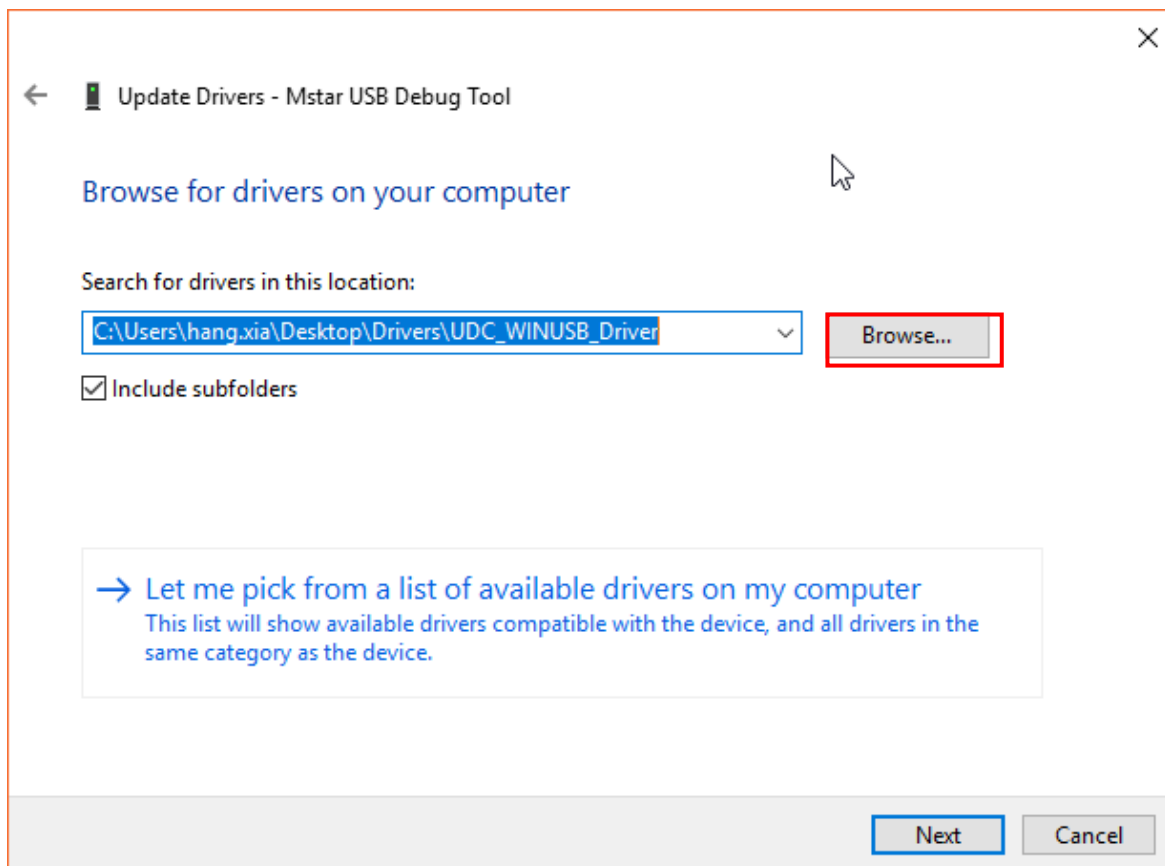 Update Drivers - Mstar USB Debug Tool
Browse for drivers on your computer
Search for drivers in this location:
C:\Users\hang.xia\Desktop\Drivers\UDC_WINUSB_Driver
Browse...
Include subfolders
Let me pick from a list of available drivers on my computer
This list will show available drivers compatible with the device, and all drivers in the
same category as the device.
Next
Cancel